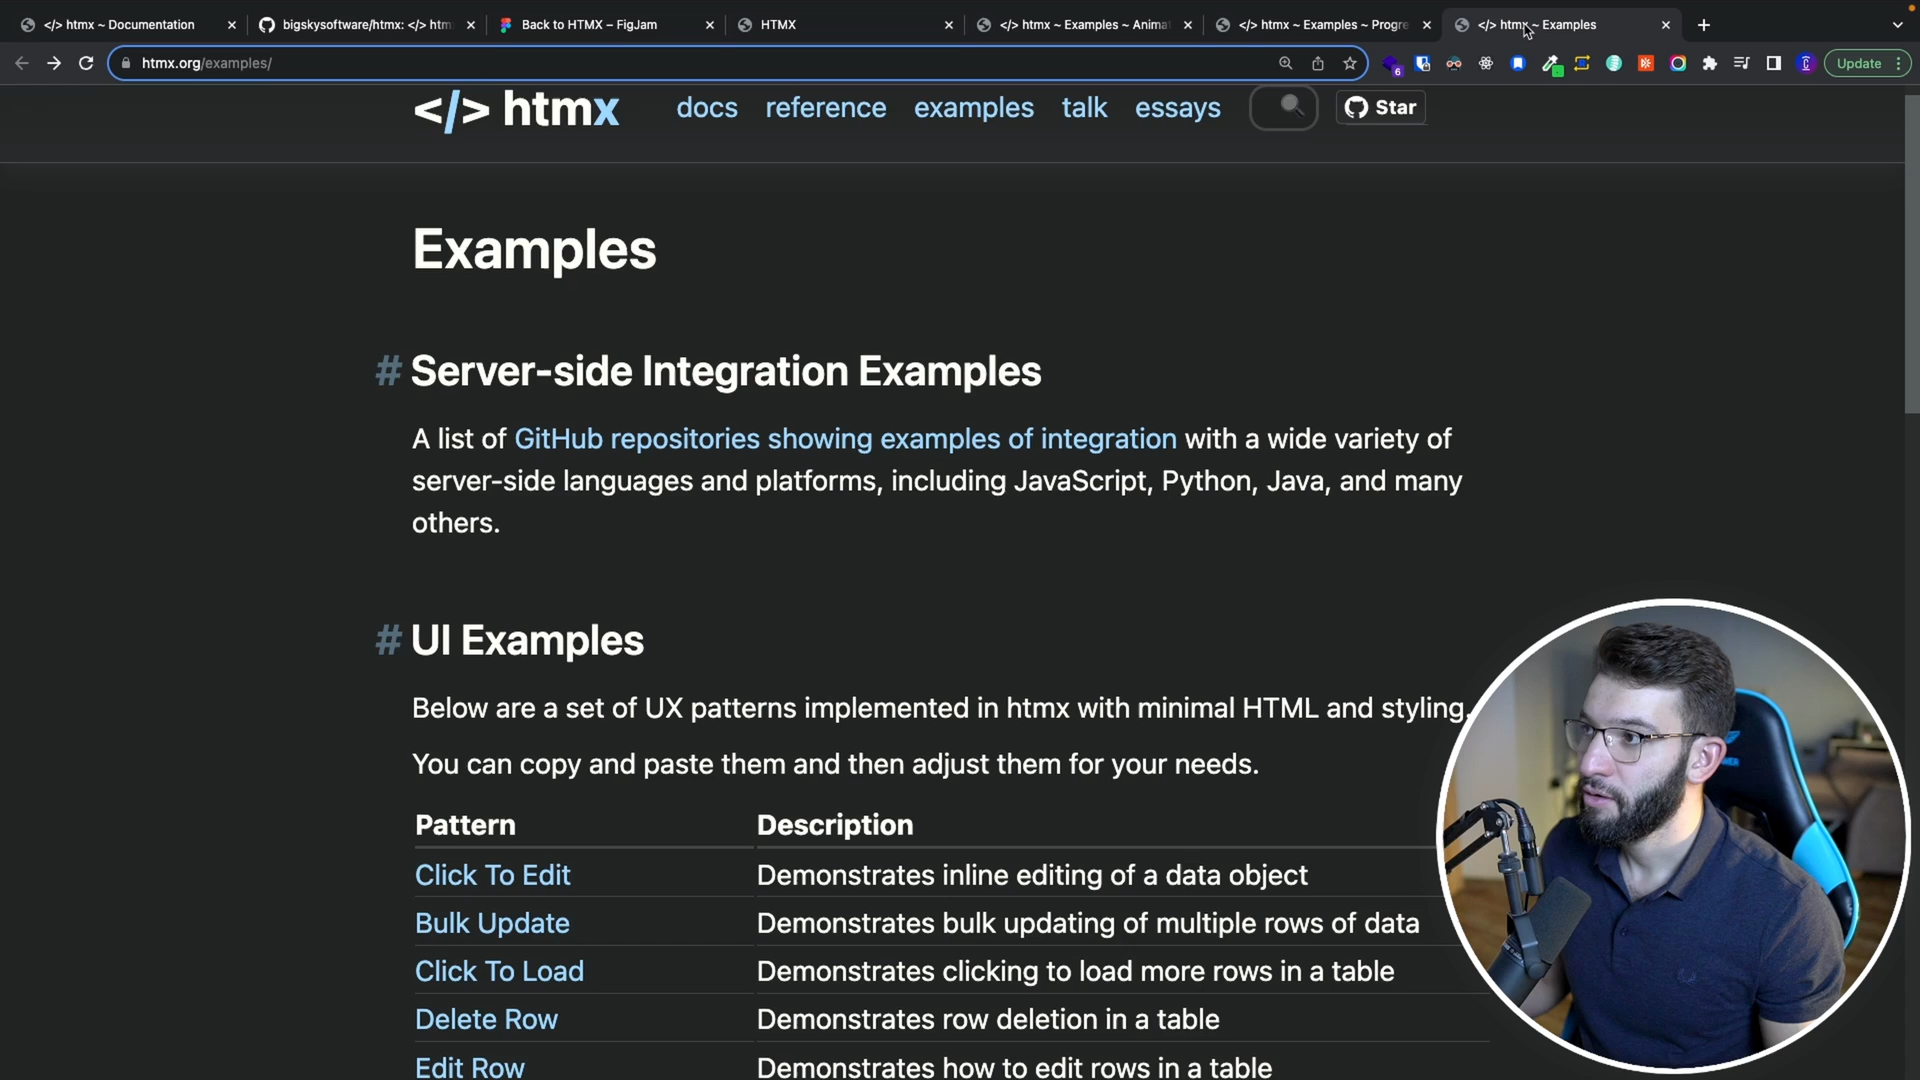 </> htmx ~ Documentation
bigskysoftware/htmx: </> htm
Back to HTMX – FigJam
HTMX
</> htmx ~ Examples ~ Anima
</> htmx ~ Examples ~ Progre
</> htmx ~ Examples
htmx.org/examples/
6
Update
</> htmx
docs
reference
examples
talk
essays
Star
Examples
# Server-side Integration Examples
A list of GitHub repositories showing examples of integration with a wide variety of
server-side languages and platforms, including JavaScript, Python, Java, and many
others.
# UI Examples
Below are a set of UX patterns implemented in htmx with minimal HTML and styling.
You can copy and paste them and then adjust them for your needs.
Pattern Description
Click To Edit Demonstrates inline editing of a data object
Bulk Update Demonstrates bulk updating of multiple rows of data
Click To Load Demonstrates clicking to load more rows in a table
Delete Row Demonstrates row deletion in a table
Edit Row Demonstrates how to edit rows in a table